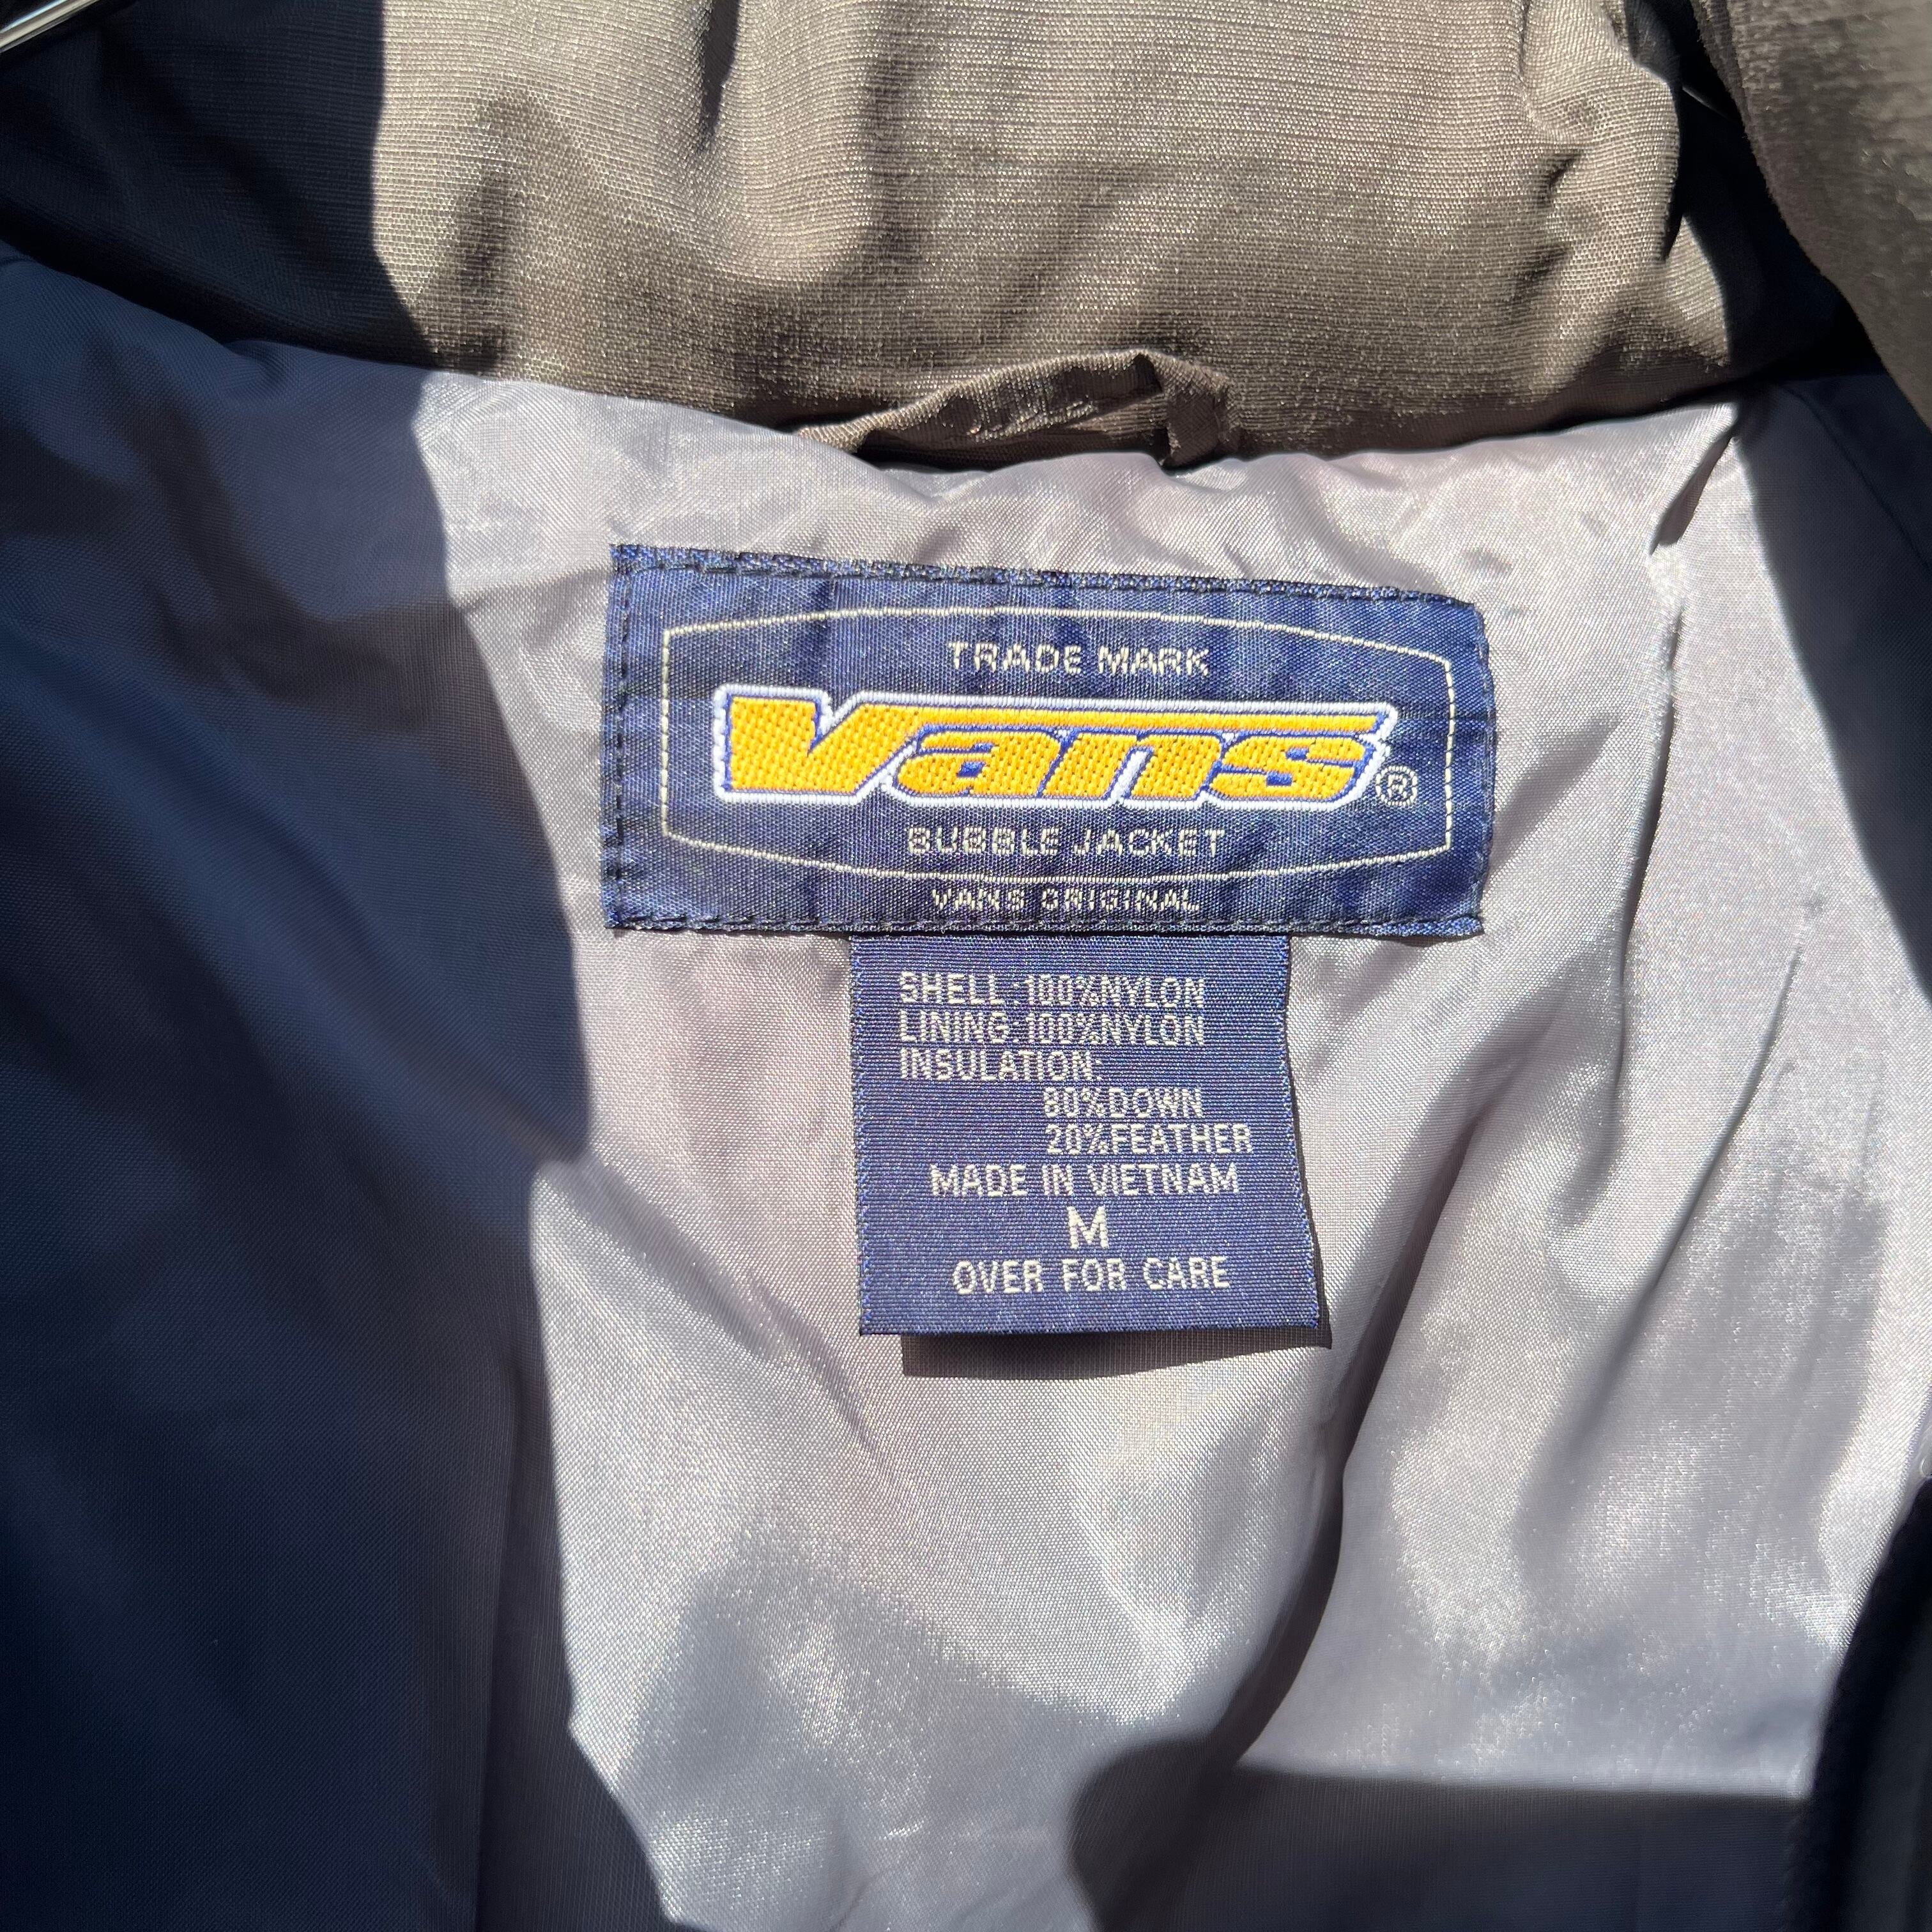 TRADE MARK
Vans®
BUBBLE JACKET
VANS ORIGINAL
SHELL:100%NYLON
LINING:100%NYLON
INSULATION:
80%DOWN
20%FEATHER
MADE IN VIETNAM
M
OVER FOR CARE